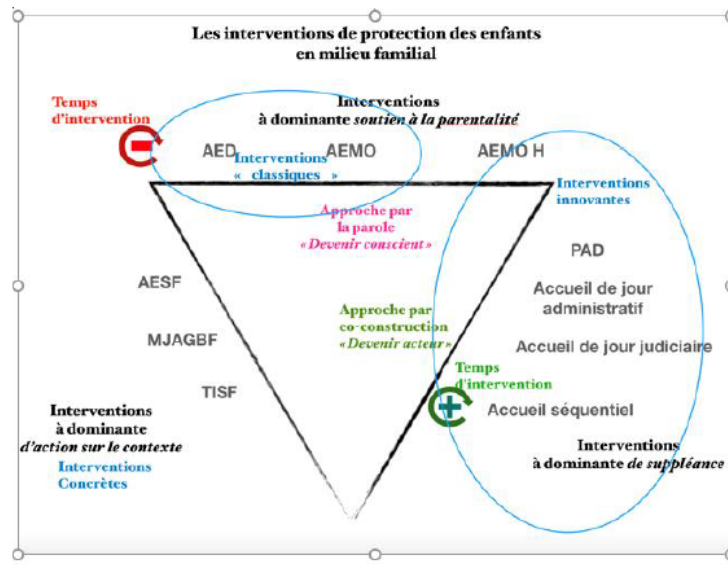 Les interventions de protection des enfants
en milieu familial
Temps
d'intervention
Interventions
à dominante soutien à la parentalité
AED
AEMO
AEMO H
Interventions
« classiques »
Interventions
innovantes
Approche par
la parole
« Devenir conscient »
PAD
AESF
Accueil de jour
administratif
Approche par
co-construction
« Devenir acteur »
MJAGBF
Accueil de jour judiciaire
Temps
d'intervention
TISF
Accueil séquentiel
Interventions
à dominante
d'action sur le contexte
Interventions
Concrètes
Interventions
à dominante de suppléance